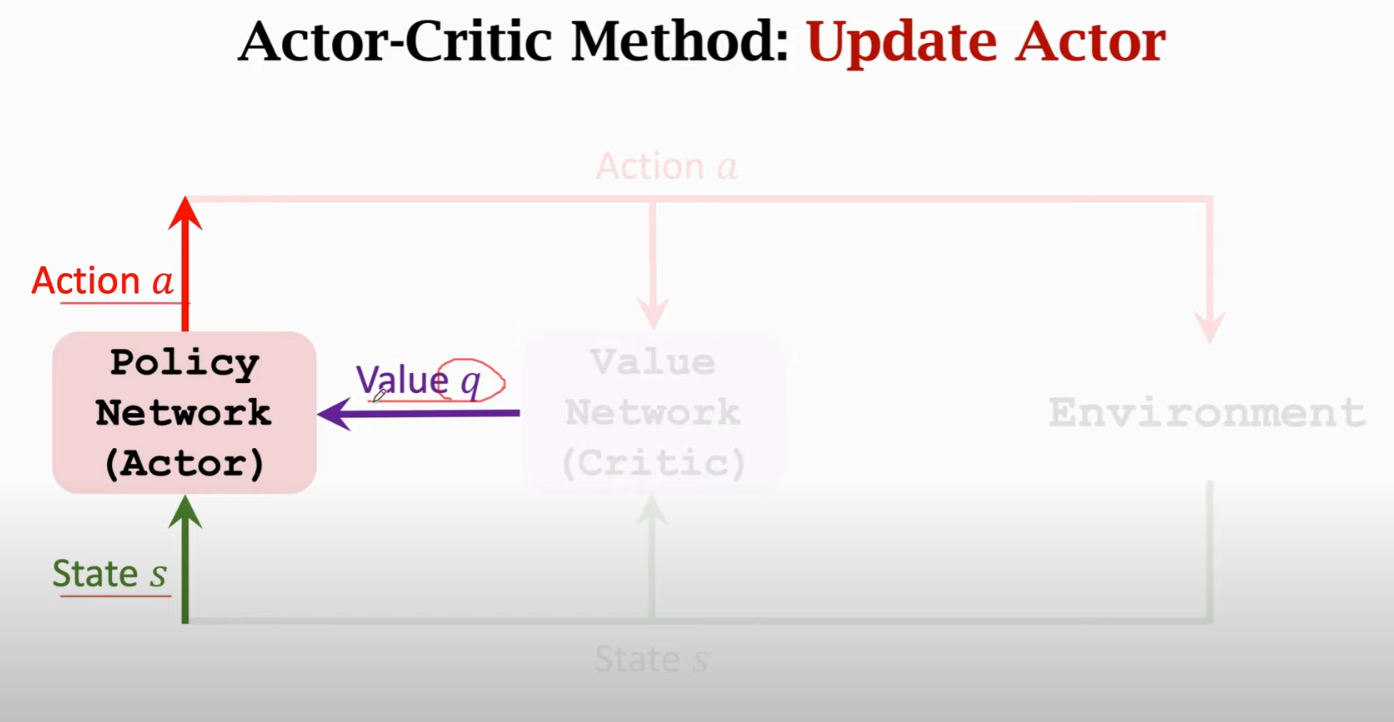 Actor-Critic Method: Update Actor
Action a
Action a
Policy
Network
(Actor)
Value q
Value
Network
(Critic)
Environment
State s
State s